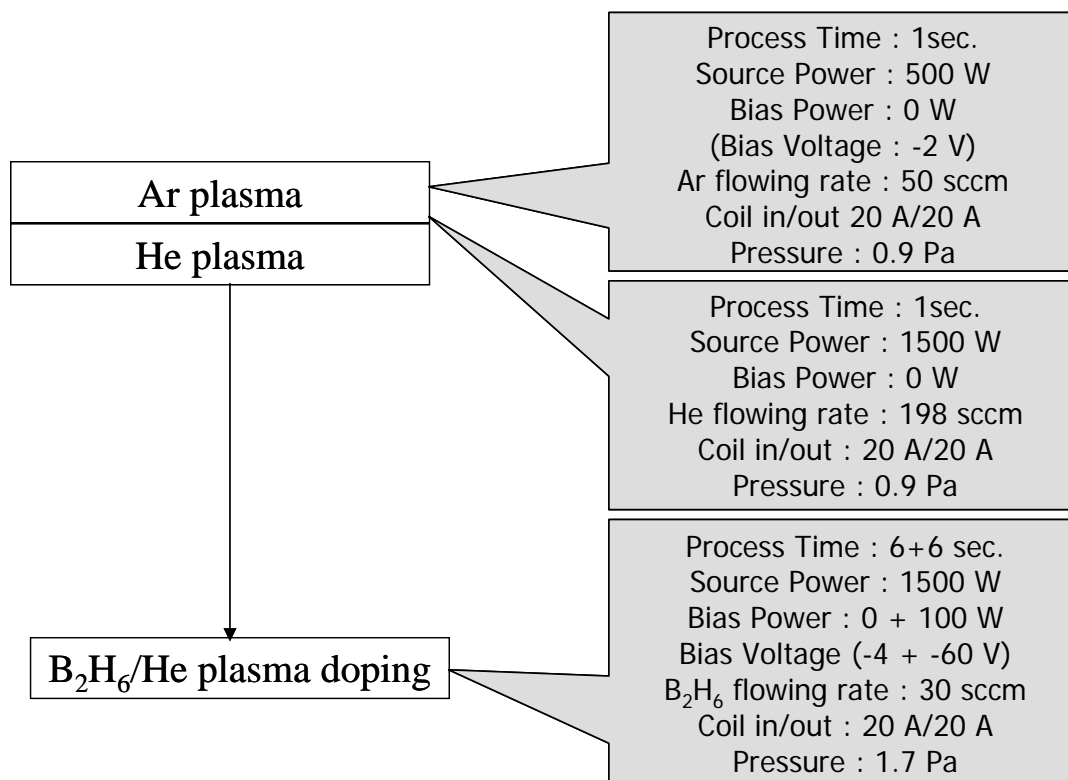 Process Time : 1sec.
Source Power : 500 W
Bias Power : 0 W
(Bias Voltage : -2 V)
Ar flowing rate : 50 sccm
Coil in/out 20 A/20 A
Pressure : 0.9 Pa
Ar plasma
He plasma
Process Time : 1sec.
Source Power : 1500 W
Bias Power : 0 W
He flowing rate : 198 sccm
Coil in/out : 20 A/20 A
Pressure : 0.9 Pa
B₂H₆/He plasma doping
Process Time : 6+6 sec.
Source Power : 1500 W
Bias Power : 0 + 100 W
Bias Voltage (-4 + -60 V)
B₂H₆ flowing rate : 30 sccm
Coil in/out : 20 A/20 A
Pressure : 1.7 Pa